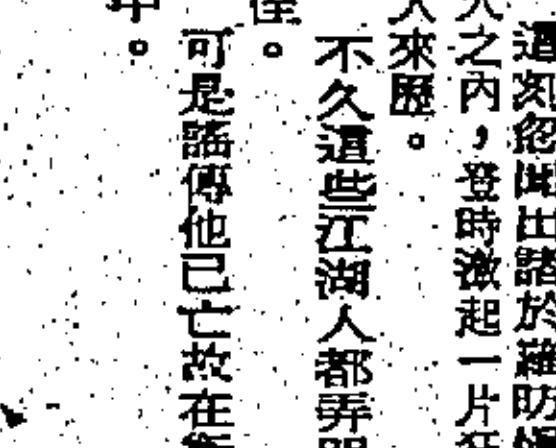 這刻忽聞出諸於羅昉
人之內，登時激起一片
人來歷。
不久這些江湖人都弄
。
可是謠傳他已亡故在
中。